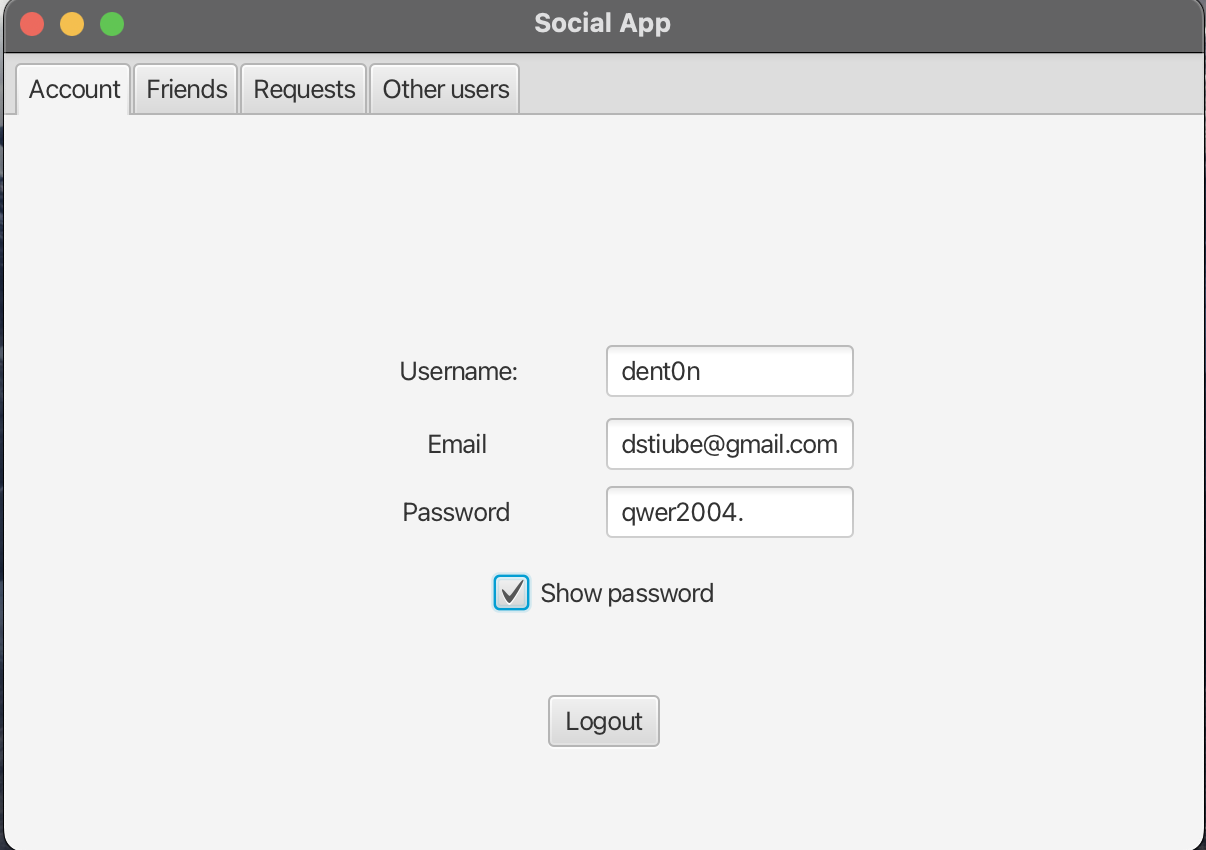 Social App
Account Friends Requests Other users
Username: dent0n
Email dstiube@gmail.com
Password qwer2004.
Show password
Logout